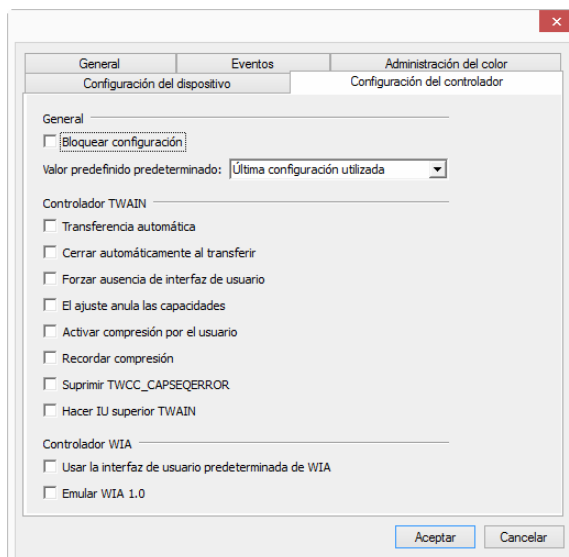 General
Eventos
Administración del color
Configuración del dispositivo
Configuración del controlador
General
Bloquear configuración
Valor predefinido predeterminado: Última configuración utilizada
Controlador TWAIN
Transferencia automática
Cerrar automáticamente al transferir
Forzar ausencia de interfaz de usuario
El ajuste anula las capacidades
Activar compresión por el usuario
Recordar compresión
Suprimir TWCC_CAPSEQERROR
Hacer IU superior TWAIN
Controlador WIA
Usar la interfaz de usuario predeterminada de WIA
Emular WIA 1.0
Aceptar
Cancelar